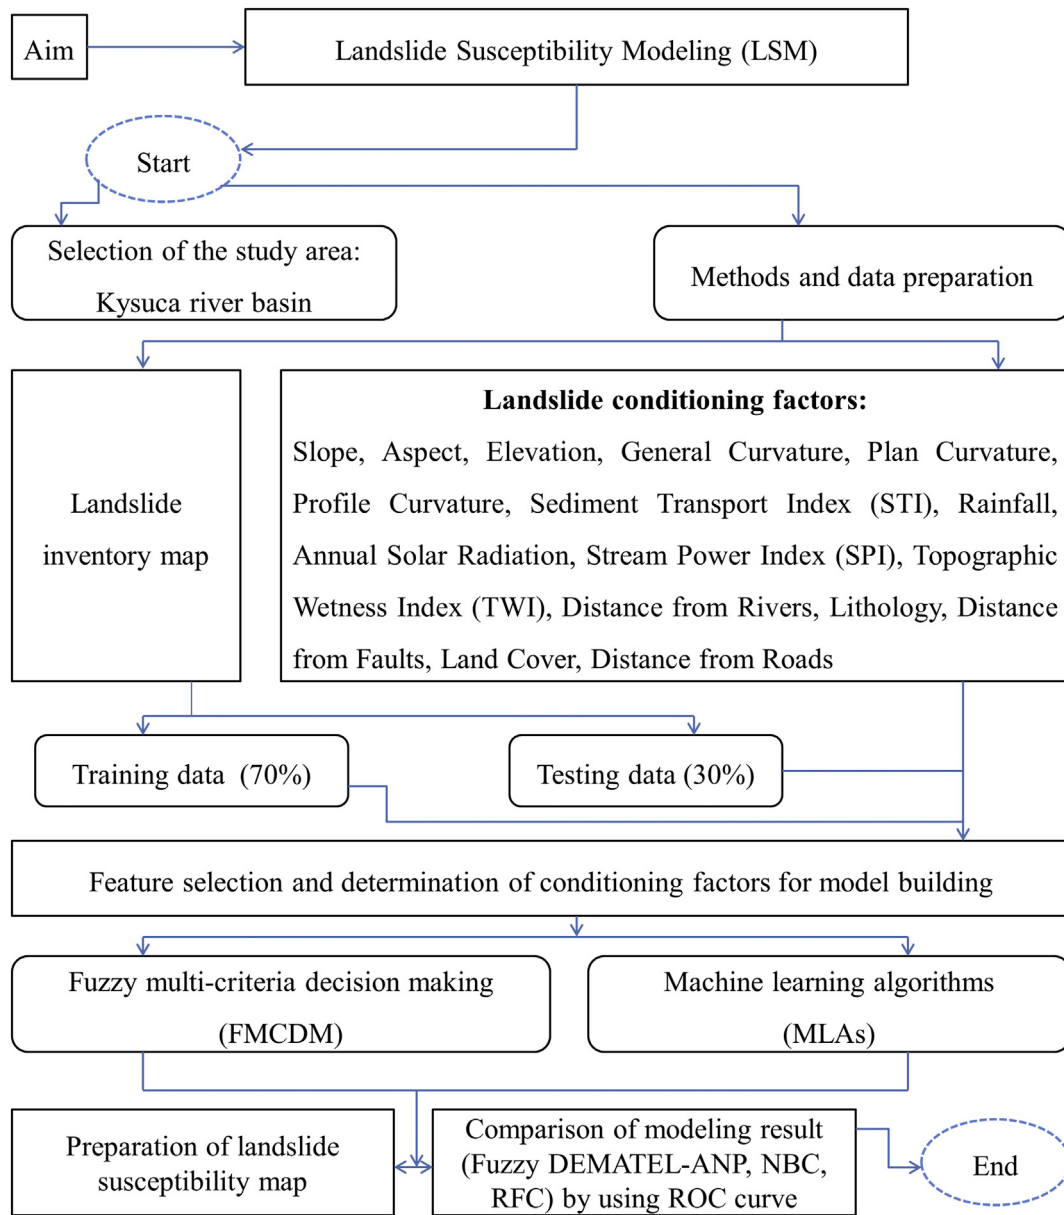 Aim
Landslide Susceptibility Modeling (LSM)
Start
Selection of the study area:
Kysuca river basin
Methods and data preparation
Landslide
inventory map
Landslide conditioning factors:
Slope, Aspect, Elevation, General Curvature, Plan Curvature,
Profile Curvature, Sediment Transport Index (STI), Rainfall,
Annual Solar Radiation, Stream Power Index (SPI), Topographic
Wetness Index (TWI), Distance from Rivers, Lithology, Distance
from Faults, Land Cover, Distance from Roads
Training data (70%)
Testing data (30%)
Feature selection and determination of conditioning factors for model building
Fuzzy multi-criteria decision making
(FMCDM)
Machine learning algorithms
(MLAs)
Preparation of landslide
susceptibility map
Comparison of modeling result
(Fuzzy DEMATEL-ANP, NBC,
RFC) by using ROC curve
End